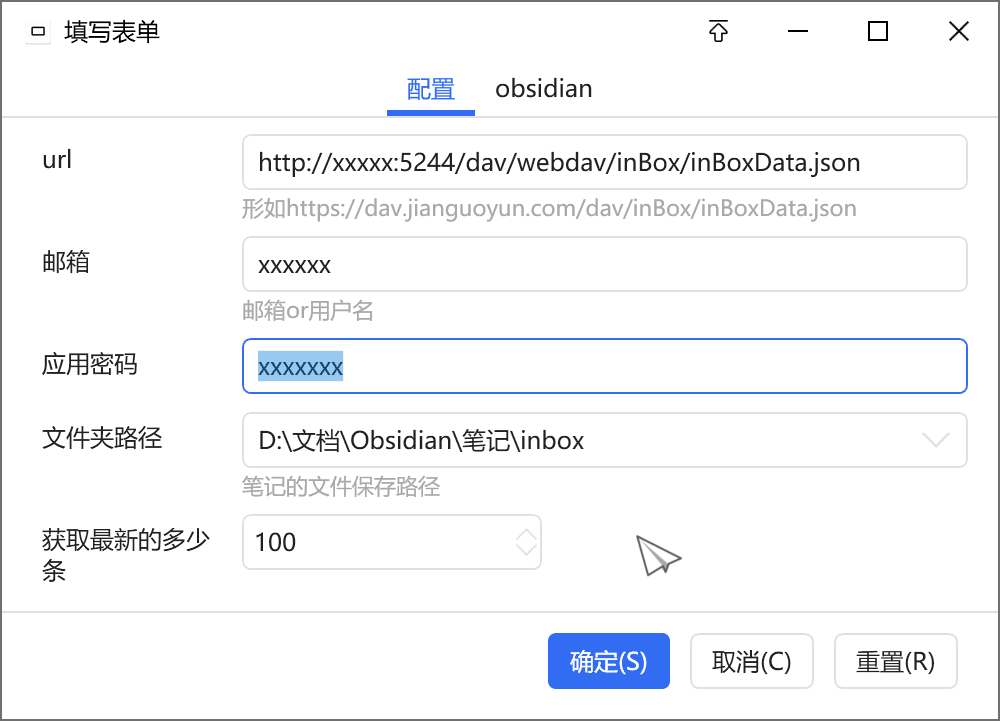 填写表单
配置 obsidian
url http://xxxxx:5244/dav/webdav/inBox/inBoxData.json
形如https://dav.jianguoyun.com/dav/inBox/inBoxData.json
邮箱 xxxxxx
邮箱or用户名
应用密码 xxxxxxx
文件夹路径 D:\文档\Obsidian\笔记\inbox
笔记的文件保存路径
获取最新的多少 100
条
确定(S) 取消(C) 重置(R)